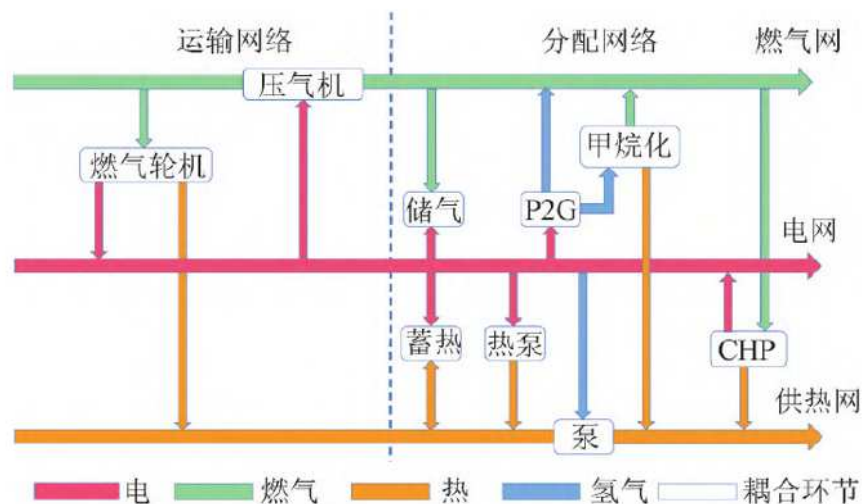 运输网络
分配网络
燃气网
压气机
燃气轮机
甲烷化
储气
P2G
电网
蓄热
热泵
CHP
供热网
泵
电
燃气
热
氢气
耦合环节